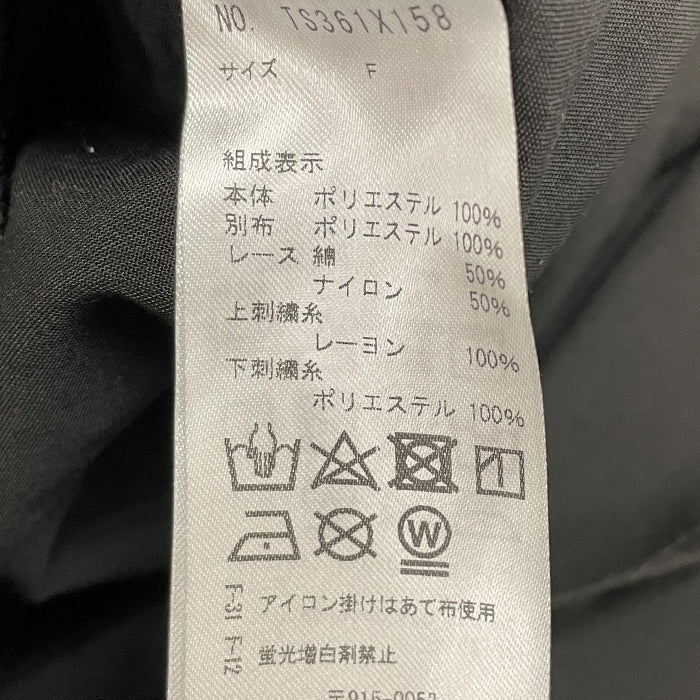 NO. TS361X158
サイズ F
組成表示
本体 ポリエステル 100%
別布 ポリエステル 100%
レース 綿 50%
ナイロン 50%
上刺繍糸
レーヨン 100%
下刺繍糸
ポリエステル 100%
W
F-31 アイロン掛けはあて布使用
F-12 蛍光増白剤禁止
〒915-0053